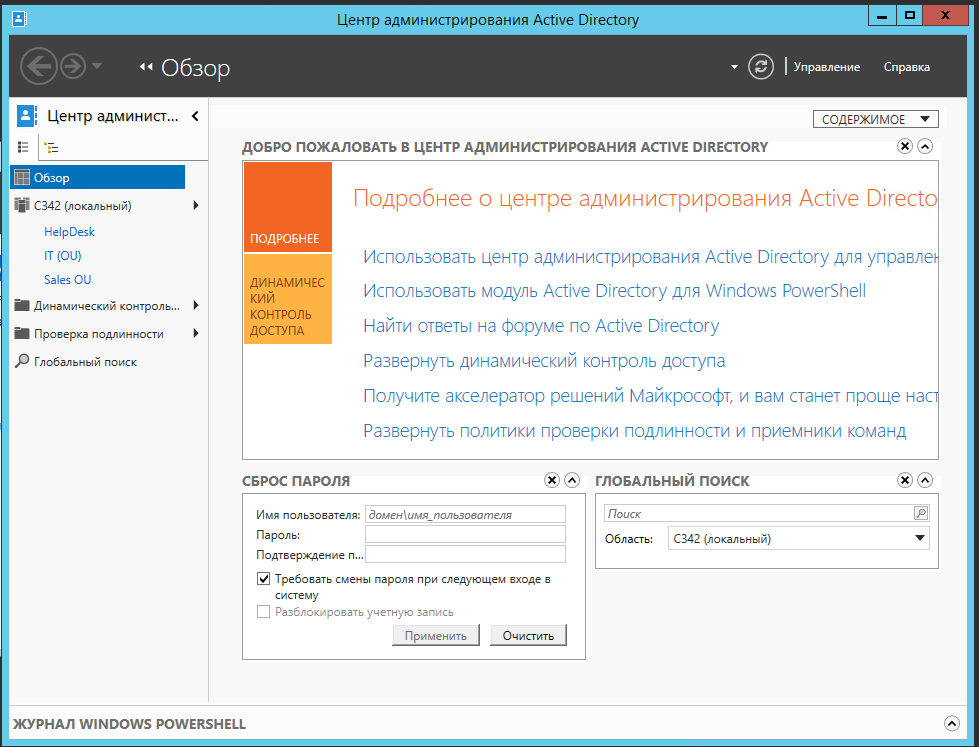 Центр администрирования Active Directory
Обзор
Управление
Справка
Центр админист...
Обзор
C342 (локальный)
HelpDesk
IT (OU)
Sales OU
Динамический контроль...
Проверка подлинности
Глобальный поиск
СОДЕРЖИМОЕ
ДОБРО ПОЖАЛОВАТЬ В ЦЕНТР АДМИНИСТРИРОВАНИЯ ACTIVE DIRECTORY
ПОДРОБНЕЕ
ДИНАМИЧЕС
КИЙ
КОНТРОЛЬ
ДОСТУПА
Подробнее о центре администрирования Active Directo
Использовать центр администрирования Active Directory для управлен
Использовать модуль Active Directory для Windows PowerShell
Найти ответы на форуме по Active Directory
Развернуть динамический контроль доступа
Получите акселератор решений Майкрософт, и вам станет проще наст
Развернуть политики проверки подлинности и приемники команд
СБРОС ПАРОЛЯ
Имя пользователя: домен\имя_пользователя
Пароль:
Подтверждение п...
Требовать смены пароля при следующем входе в
систему
Разблокировать учетную запись
Применить
Очистить
ГЛОБАЛЬНЫЙ ПОИСК
Поиск
Область: C342 (локальный)
ЖУРНАЛ WINDOWS POWERSHELL